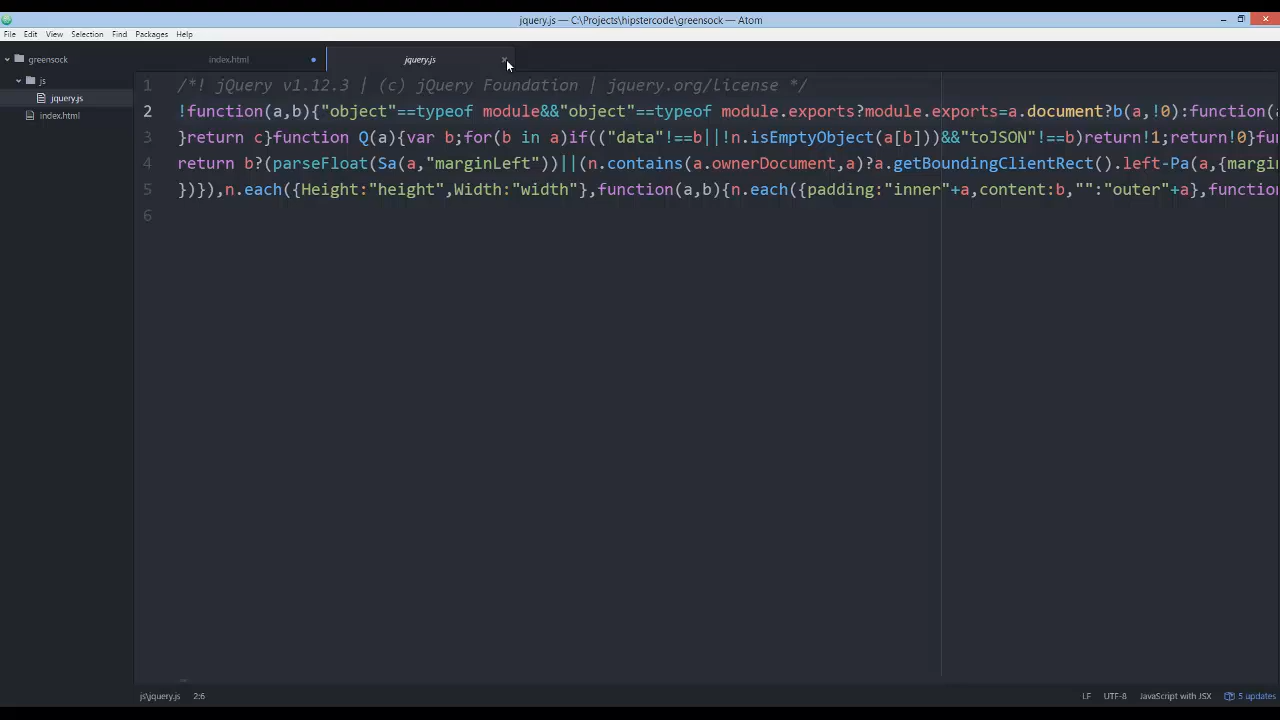 jquery.js — C:\Projects\hipstercode\greensock — Atom
File Edit View Selection Find Packages Help
greensock
js
jquery.js
index.html
index.html
jquery.js
1 /*! jQuery v1.12.3 | (c) jQuery Foundation | jquery.org/license */
2 !function(a,b){"object"==typeof module&&"object"==typeof module.exports?module.exports=a.document?b(a,!0):function(
3 }return c}function Q(a){var b;for(b in a)if(("data"!==b||!n.isEmptyObject(a[b]))&&"toJSON"!==b)return!1;return!0}fu
4 return b?(parseFloat(Sa(a,"marginLeft"))||(n.contains(a.ownerDocument,a)?a.getBoundingClientRect().left-Pa(a,{margin
5 })}),n.each({Height:"height",Width:"width"},function(a,b){n.each({padding:"inner"+a,content:b,"":"outer"+a},function
6
js\jquery.js 2:6 LF UTF-8 JavaScript with JSX 5 updates